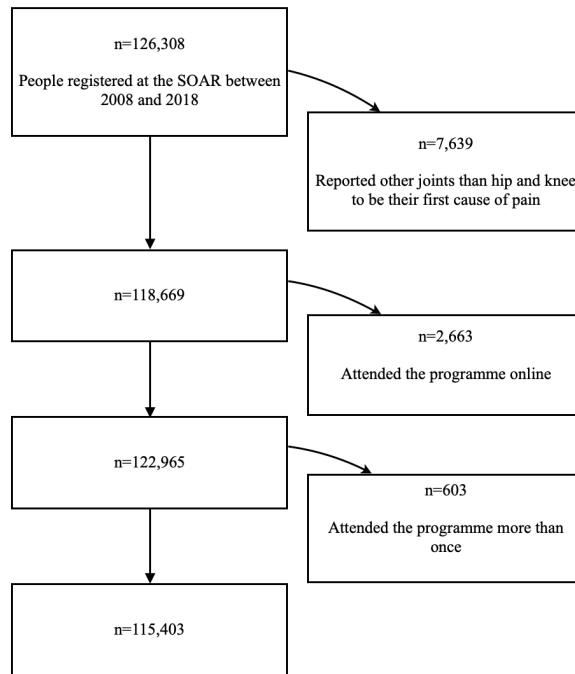 n=126,308
People registered at the SOAR between
2008 and 2018
n=7,639
Reported other joints than hip and knee
to be their first cause of pain
n=118,669
n=2,663
Attended the programme online
n=122,965
n=603
Attended the programme more than
once
n=115,403